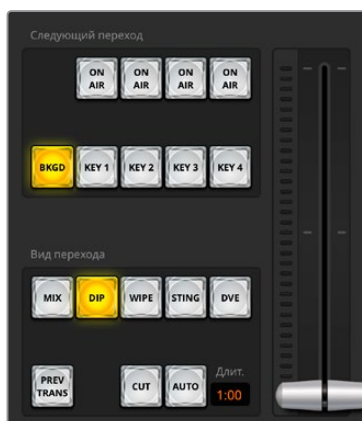 Следующий переход
ON AIR ON AIR ON AIR ON AIR
BKGD KEY 1 KEY 2 KEY 3 KEY 4
Вид перехода
MIX DIP WIPE STING DVE
Длит.
PREV TRANS CUT AUTO 1:00